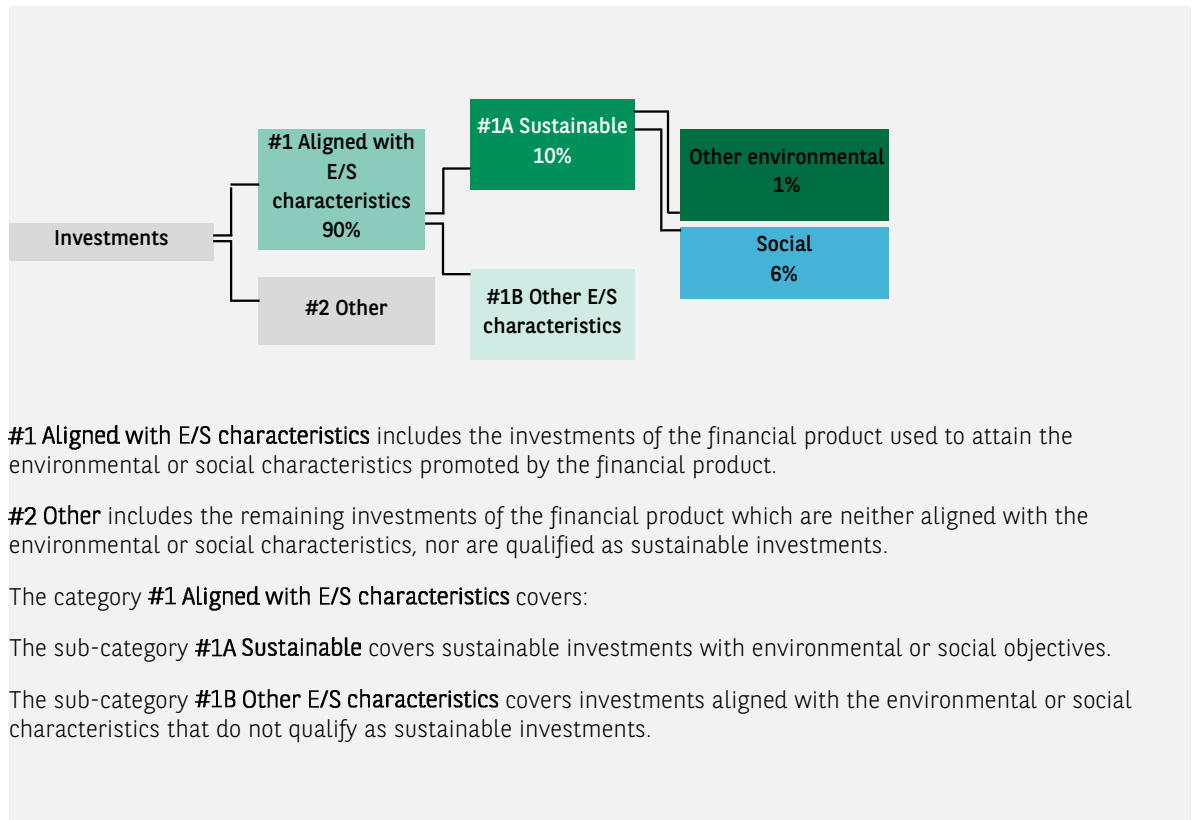 #1A Sustainable
10%
#1 Aligned with
E/S
characteristics
90%
Other environmental
1%
Investments
Social
6%
#2 Other
#1B Other E/S
characteristics
#1 Aligned with E/S characteristics includes the investments of the financial product used to attain the
environmental or social characteristics promoted by the financial product.
#2 Other includes the remaining investments of the financial product which are neither aligned with the
environmental or social characteristics, nor are qualified as sustainable investments.
The category #1 Aligned with E/S characteristics covers:
The sub-category #1A Sustainable covers sustainable investments with environmental or social objectives.
The sub-category #1B Other E/S characteristics covers investments aligned with the environmental or social
characteristics that do not qualify as sustainable investments.